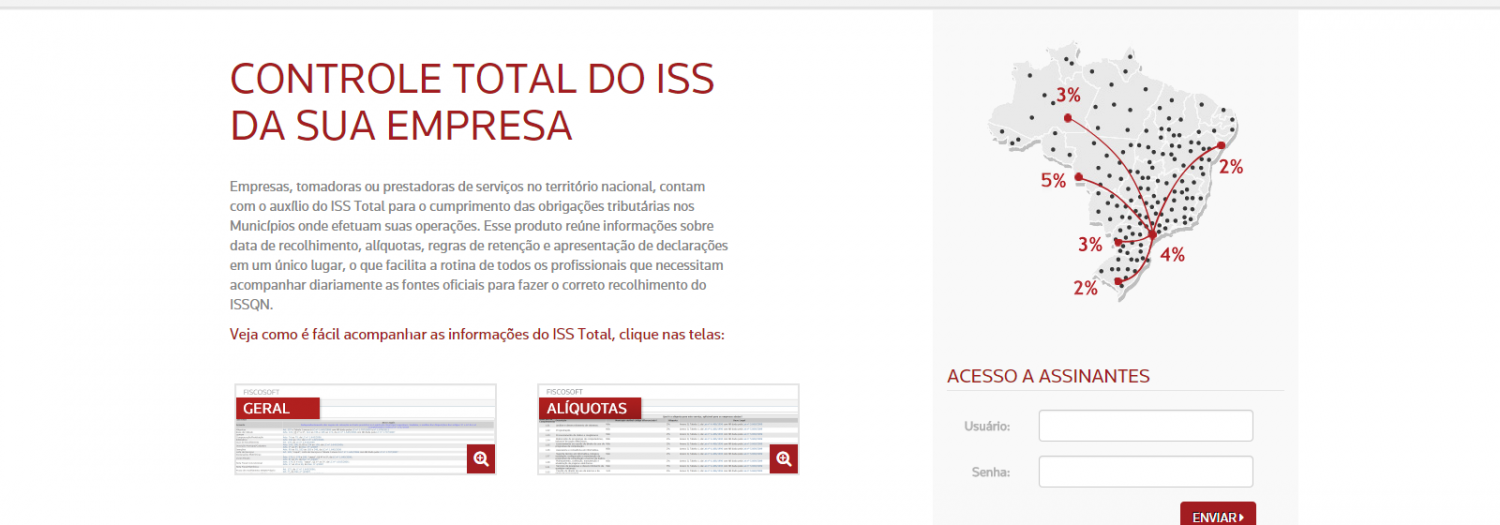 CONTROLE TOTAL DO ISS
DA SUA EMPRESA
Empresas, tomadoras ou prestadoras de serviços no território nacional, contam
com o auxílio do ISS Total para o cumprimento das obrigações tributárias nos
Municípios onde efetuam suas operações. Esse produto reúne informações sobre
data de recolhimento, alíquotas, regras de retenção e apresentação de declarações
em um único lugar, o que facilita a rotina de todos os profissionais que necessitam
acompanhar diariamente as fontes oficiais para fazer o correto recolhimento do
ISSQN.
Veja como é fácil acompanhar as informações do ISS Total, clique nas telas:
FISCOSOFT
GERAL
FISCOSOFT
ALÍQUOTAS
3%
2%
5%
3%
4%
2%
ACESSO A ASSINANTES
Usuário:
Senha:
ENVIAR